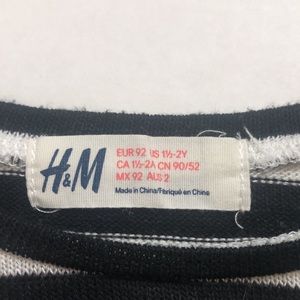 H&M
EUR 92 US 1½-2Y
CA 1½-2A CN 90/52
MX 92 AUS 2
Made in China/Fabriqué en Chine